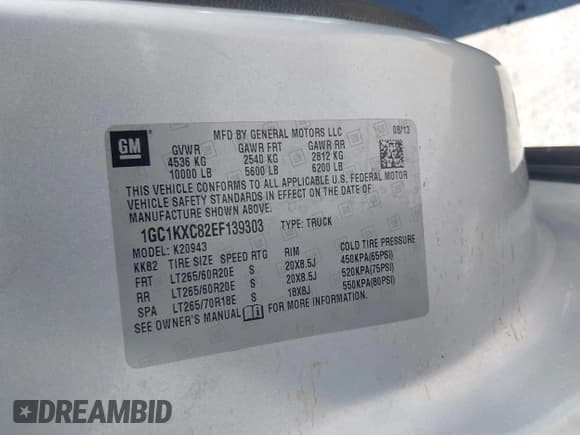 MFD BY GENERAL MOTORS LLC 08/13
GM
GVWR GAWR FRT GAWR RR
4536 KG 2540 KG 2812 KG
10000 LB 5600 LB 6200 LB
THIS VEHICLE CONFORMS TO ALL APPLICABLE U.S. FEDERAL MOTOR
VEHICLE SAFETY STANDARDS IN EFFECT ON THE DATE OF
MANUFACTURE SHOWN ABOVE.
1GC1KXC82EF139303 TYPE: TRUCK
MODEL: K20943
KK82 TIRE SIZE SPEED RTG RIM COLD TIRE PRESSURE
FRT LT265/60R20E S 20X8.5J 450KPA(65PSI)
RR LT265/60R20E S 20X8.5J 520KPA(75PSI)
SPA LT265/70R18E S 18X8J 550KPA(80PSI)
SEE OWNER'S MANUAL FOR MORE INFORMATION
DREAMBID